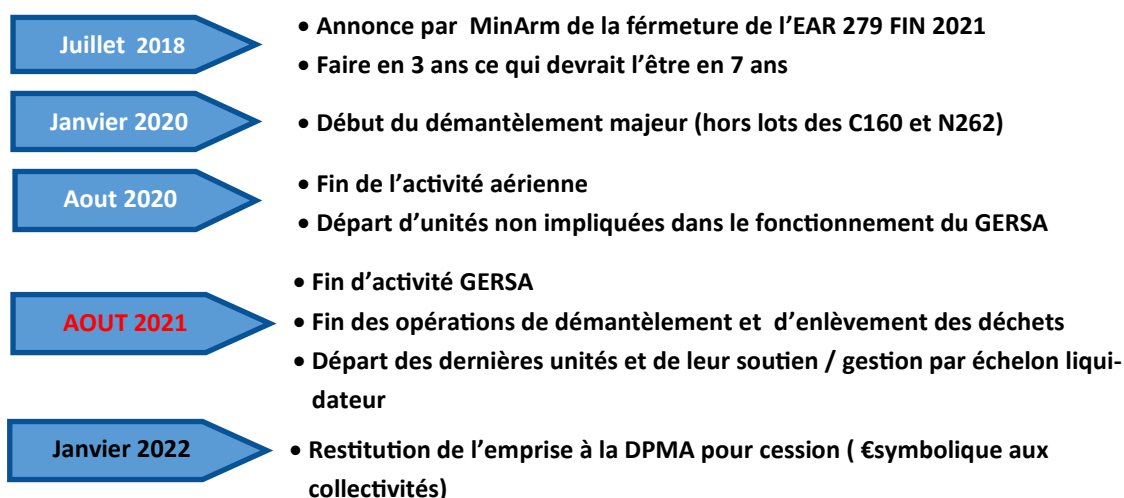 Juillet 2018
• Annonce par MinArm de la férmeture de l’EAR 279 FIN 2021
• Faire en 3 ans ce qui devrait l’être en 7 ans
Janvier 2020
• Début du démantèlement majeur (hors lots des C160 et N262)
Aout 2020
• Fin de l’activité aérienne
• Départ d’unités non impliquées dans le fonctionnement du GERSA
AOUT 2021
• Fin d’activité GERSA
• Fin des opérations de démantèlement et d’enlèvement des déchets
• Départ des dernières unités et de leur soutien / gestion par échelon liqui-
dateur
Janvier 2022
• Restitution de l’emprise à la DPMA pour cession ( €symbolique aux
collectivités)